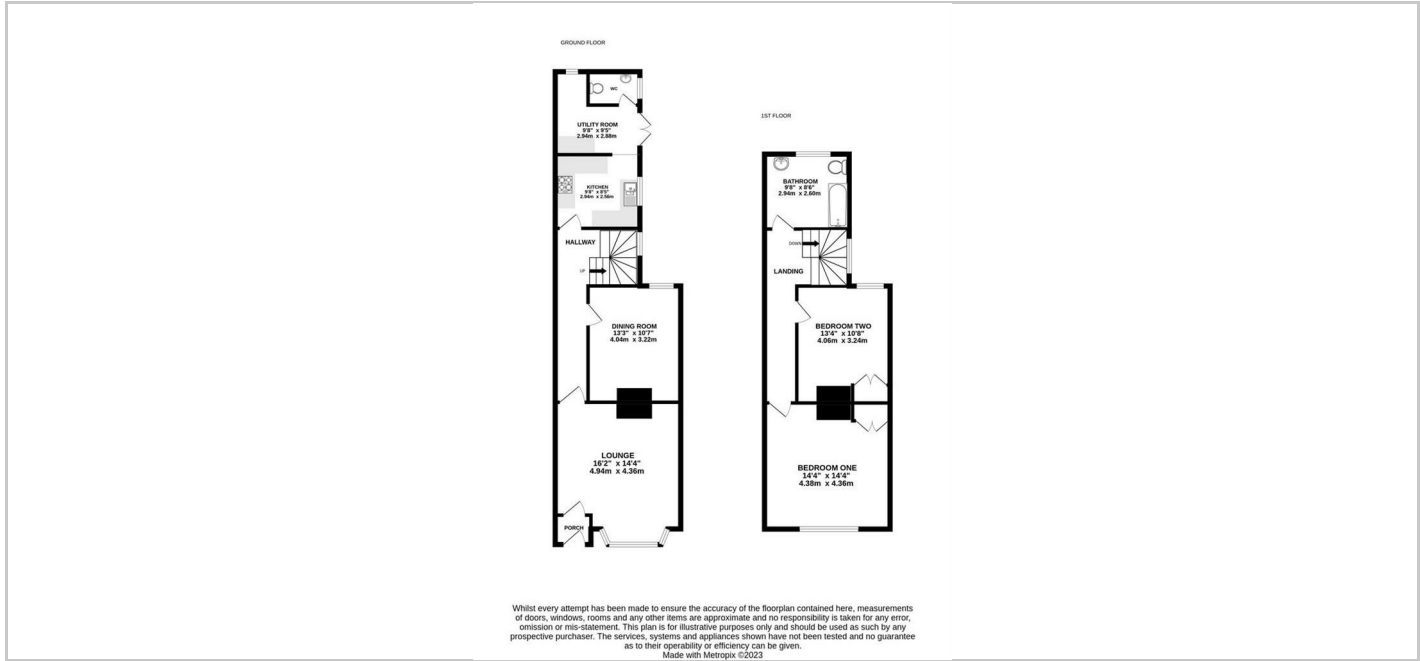 GROUND FLOOR
WC
UTILITY ROOM
9'8" x 9'5"
2.94m x 2.88m
KITCHEN
9'8" x 8'5"
2.94m x 2.56m
HALLWAY
UP
DINING ROOM
13'3" x 10'7"
4.04m x 3.22m
LOUNGE
16'2" x 14'4"
4.94m x 4.36m
PORCH
1ST FLOOR
BATHROOM
9'8" x 8'6"
2.94m x 2.60m
DOWN
LANDING
BEDROOM TWO
13'4" x 10'8"
4.06m x 3.24m
BEDROOM ONE
14'4" x 14'4"
4.38m x 4.36m
Whilst every attempt has been made to ensure the accuracy of the floorplan contained here, measurements
of doors, windows, rooms and any other items are approximate and no responsibility is taken for any error,
omission or mis-statement. This plan is for illustrative purposes only and should be used as such by any
prospective purchaser. The services, systems and appliances shown have not been tested and no guarantee
as to their operability or efficiency can be given.
Made with Metropix ©2023